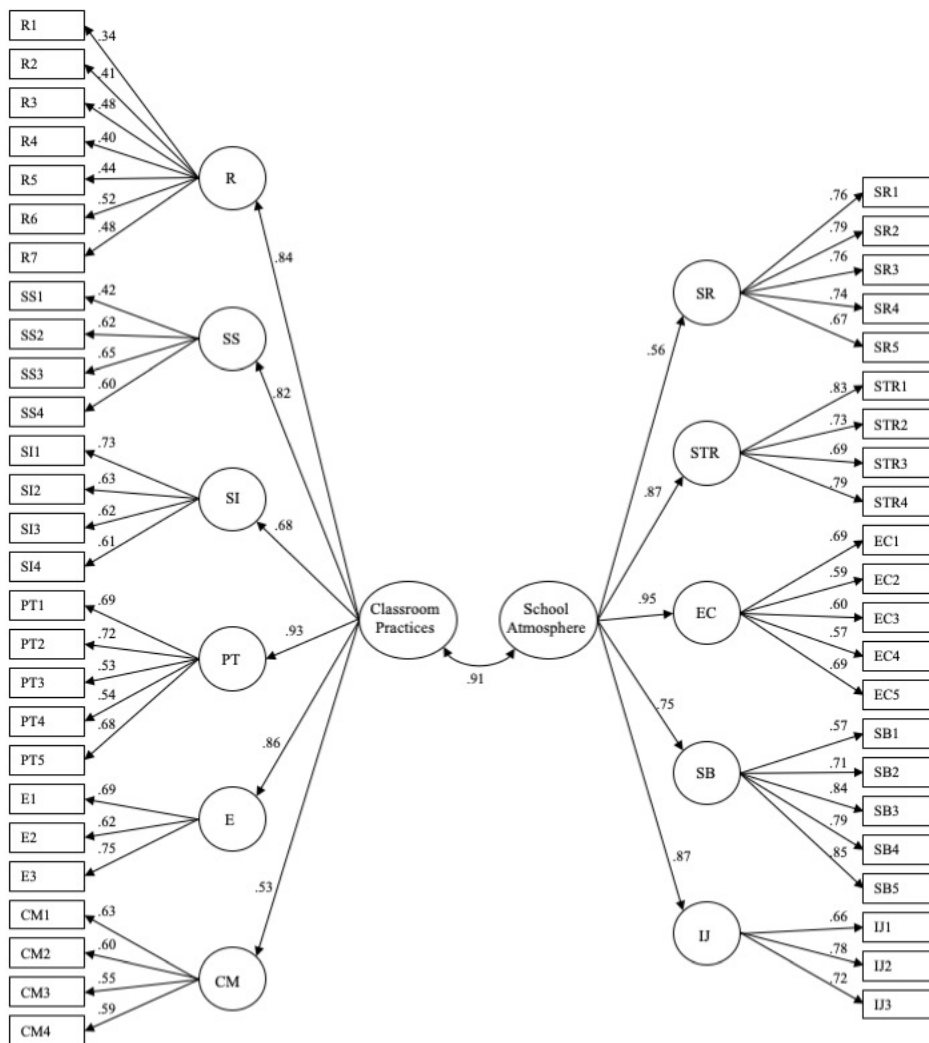 R1
.34
R2
.41
R3
.48
R4
.40
R5
.44
R6
.52
R7
.48
R
.84
SS1
.42
SS2
.62
SS3
.65
SS4
.60
SS
.82
SI1
.73
SI2
.63
SI3
.62
SI4
.61
SI
.68
PT1
.69
PT2
.72
PT3
.53
PT4
.54
PT5
.68
PT
.93
E1
.69
E2
.62
E3
.75
E
.86
CM1
.63
CM2
.60
CM3
.55
CM4
.59
CM
.53
Classroom
Practices
.91
School
Atmosphere
.56
SR
.76
SR1
.79
SR2
.76
SR3
.74
SR4
.67
SR5
.87
STR
.83
STR1
.73
STR2
.69
STR3
.79
STR4
.95
EC
.69
EC1
.59
EC2
.60
EC3
.57
EC4
.69
EC5
.75
SB
.57
SB1
.71
SB2
.84
SB3
.79
SB4
.85
SB5
.87
IJ
.66
IJ1
.78
IJ2
.72
IJ3